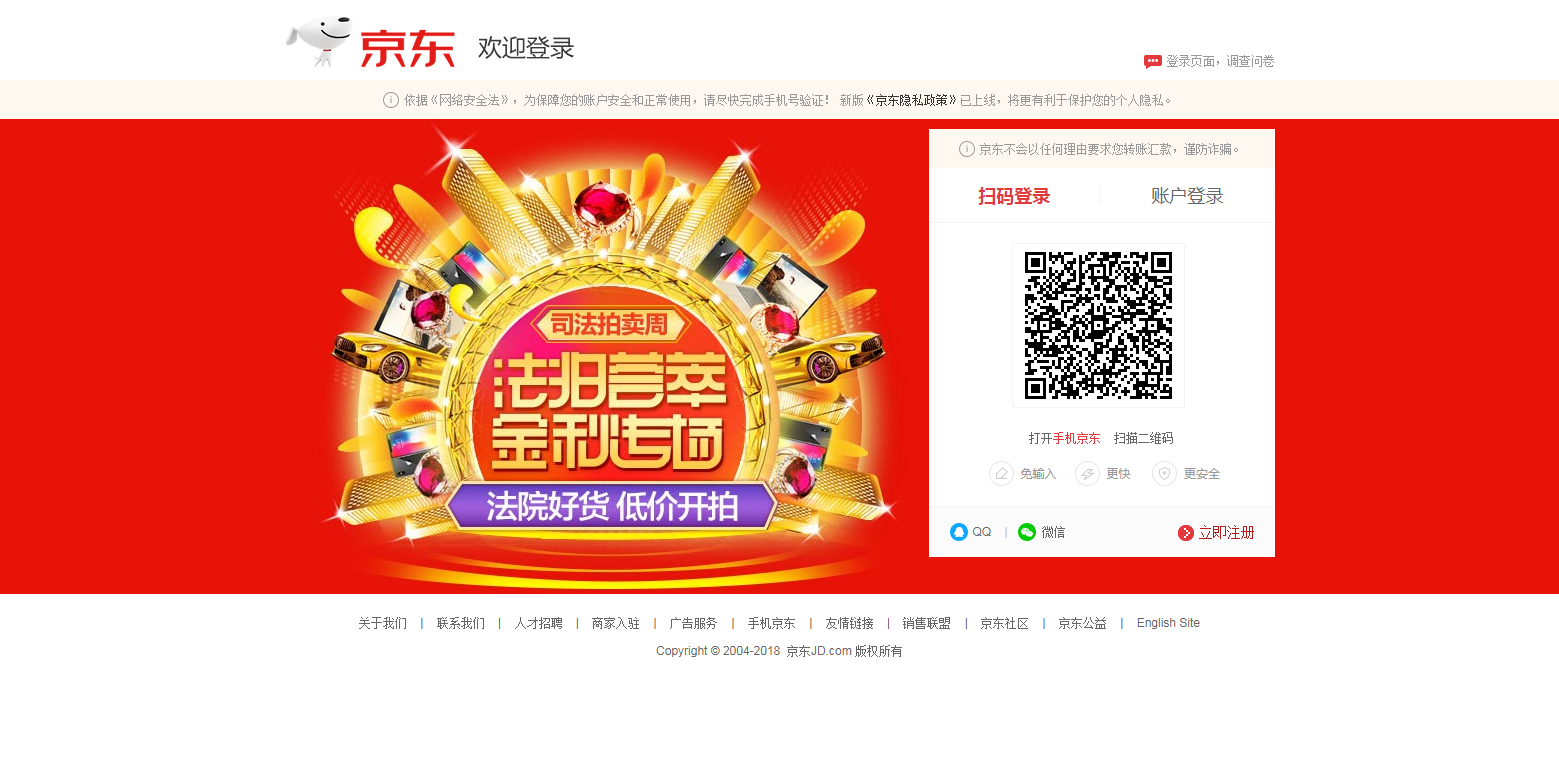 京东 欢迎登录
登录页面，调查问卷
依据《网络安全法》，为保障您的账户安全和正常使用，请尽快完成手机号验证！ 新版《京东隐私政策》已上线，将更有利于保护您的个人隐私。
司法拍卖周
法拍荟萃
金秋专场
法院好货 低价开拍
京东不会以任何理由要求您转账汇款，谨防诈骗。
扫码登录 账户登录
打开手机京东 扫描二维码
免输入 更快 更安全
QQ | 微信 立即注册
关于我们 | 联系我们 | 人才招聘 | 商家入驻 | 广告服务 | 手机京东 | 友情链接 | 销售联盟 | 京东社区 | 京东公益 | English Site
Copyright © 2004-2018 京东JD.com 版权所有